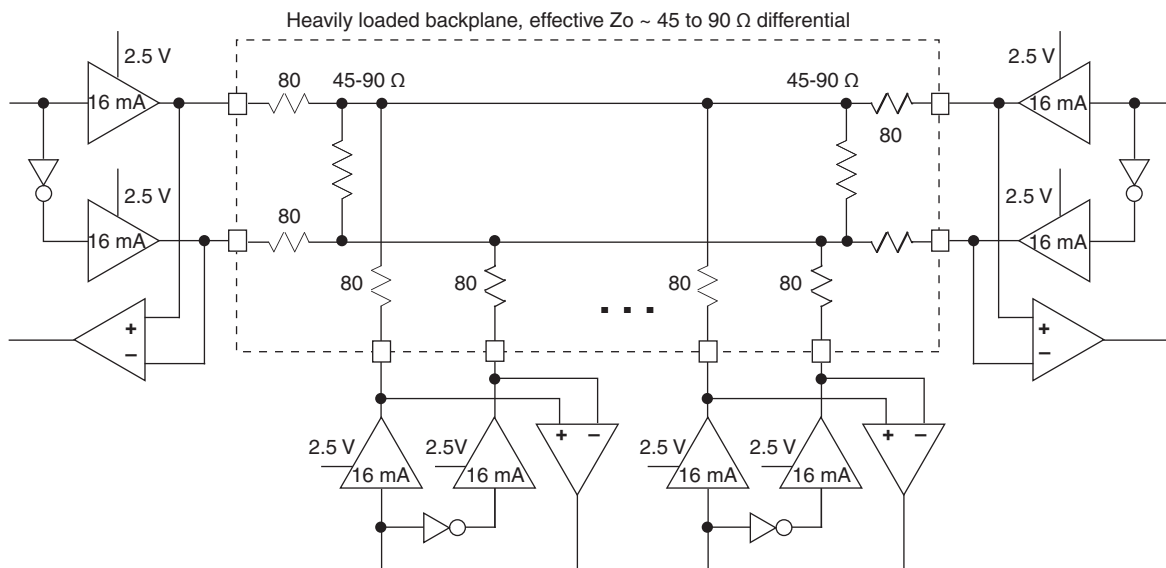 Heavily loaded backplane, effective Zo ~ 45 to 90 Ω differential
2.5 V
80
45-90 Ω
45-90 Ω
2.5 V
16 mA
80
16 mA
2.5 V
80
2.5 V
16 mA
16 mA
80
80
80
80
+
−
. . .
+
−
+
−
+
−
2.5 V
2.5V
2.5 V
2.5 V
16 mA
16 mA
16 mA
16 mA